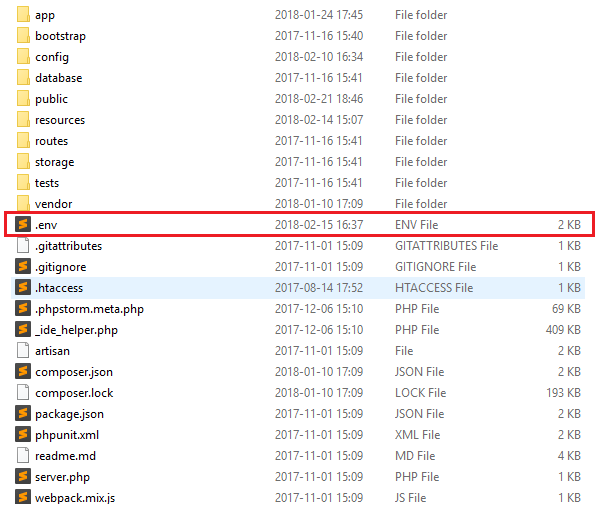 app 2018-01-24 17:45 File folder
bootstrap 2017-11-16 15:40 File folder
config 2018-02-10 16:36 File folder
database 2017-11-16 15:41 File folder
public 2018-02-21 18:46 File folder
resources 2018-02-14 15:07 File folder
routes 2017-11-16 15:41 File folder
storage 2017-11-16 15:41 File folder
tests 2017-11-16 15:41 File folder
vendor 2018-01-10 17:09 File folder
.env 2018-02-15 16:37 ENV File 2 KB
.gitattributes 2017-11-01 15:09 GITATTRIBUTES File 1 KB
.gitignore 2017-11-01 15:09 GITIGNORE File 1 KB
.htaccess 2017-08-14 17:52 HTACCESS File 1 KB
.phpstorm.meta.php 2017-12-06 15:10 PHP File 69 KB
_ide_helper.php 2017-12-06 15:10 PHP File 409 KB
artisan 2017-11-01 15:09 File 2 KB
composer.json 2018-01-10 17:09 JSON File 2 KB
composer.lock 2018-01-10 17:09 LOCK File 193 KB
package.json 2017-11-01 15:09 JSON File 2 KB
phpunit.xml 2017-11-01 15:09 XML File 2 KB
readme.md 2017-11-01 15:09 MD File 4 KB
server.php 2017-11-01 15:09 PHP File 1 KB
webpack.mix.js 2017-11-01 15:09 JS File 1 KB